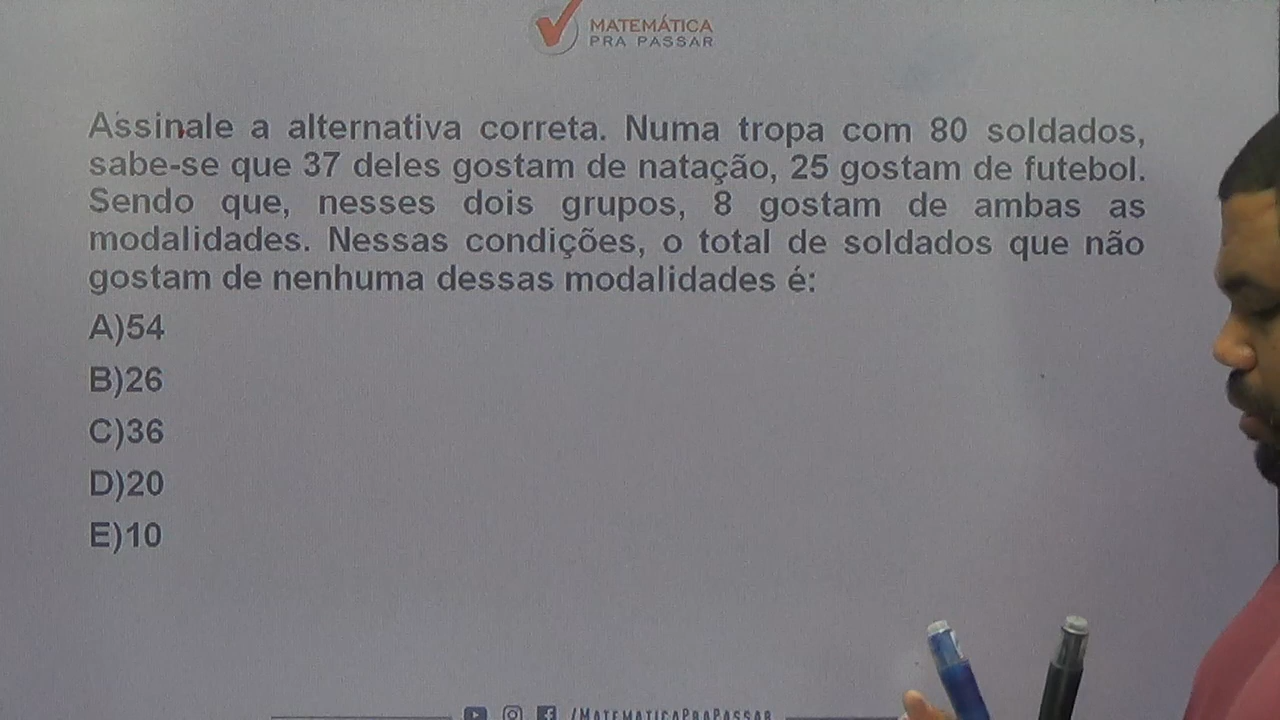 MATEMÁTICA
PRA PASSAR
Assinale a alternativa correta. Numa tropa com 80 soldados,
sabe-se que 37 deles gostam de natação, 25 gostam de futebol.
Sendo que, nesses dois grupos, 8 gostam de ambas as
modalidades. Nessas condições, o total de soldados que não
gostam de nenhuma dessas modalidades é:
A)54
B)26
C)36
D)20
E)10
/MATEMATICAPRAPASSAR